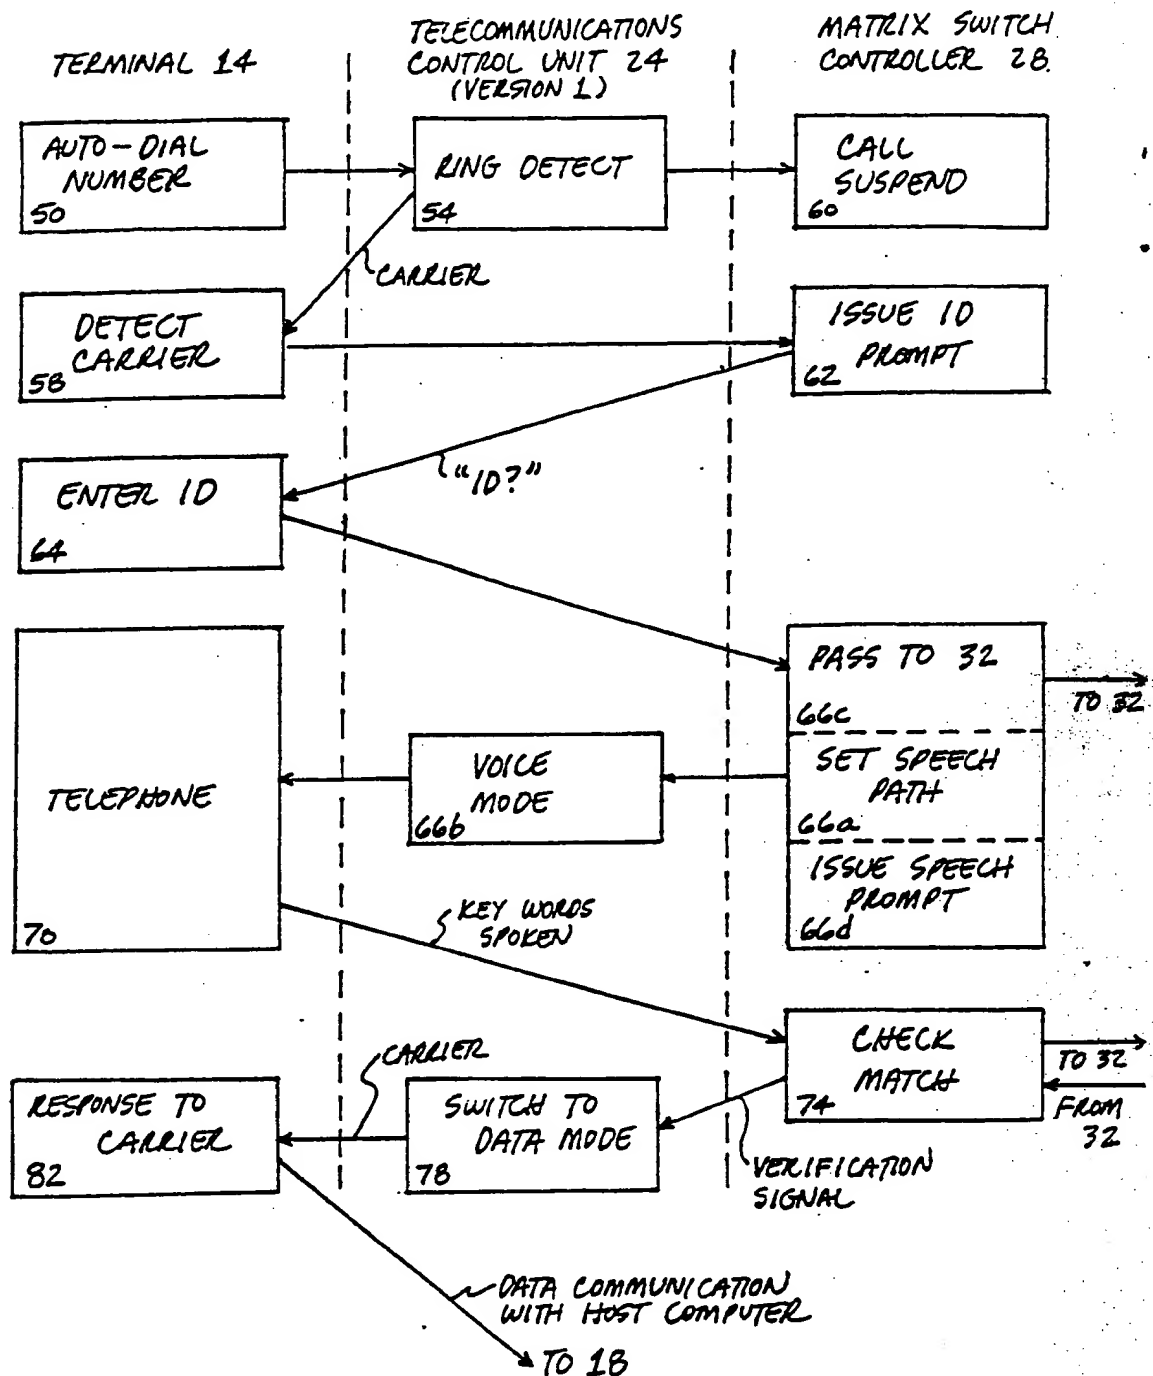 TERMINAL 14
TELECOMMUNICATIONS
CONTROL UNIT 24
(VERSION 1)
MATRIX SWITCH
CONTROLLER 28.
AUTO-DIAL
NUMBER
50
RING DETECT
54
CALL
SUSPEND
60
CARRIER
DETECT
CARRIER
58
ISSUE ID
PROMPT
62
"ID?"
ENTER ID
64
PASS TO 32
66c
TO 32
TELEPHONE
70
VOICE
MODE
66b
SET SPEECH
PATH
66a
ISSUE SPEECH
PROMPT
66d
KEY WORDS
SPOKEN
CHECK
MATCH
74
TO 32
FROM
32
CARRIER
RESPONSE TO
CARRIER
82
SWITCH TO
DATA MODE
78
VERIFICATION
SIGNAL
DATA COMMUNICATION
WITH HOST COMPUTER
TO 18